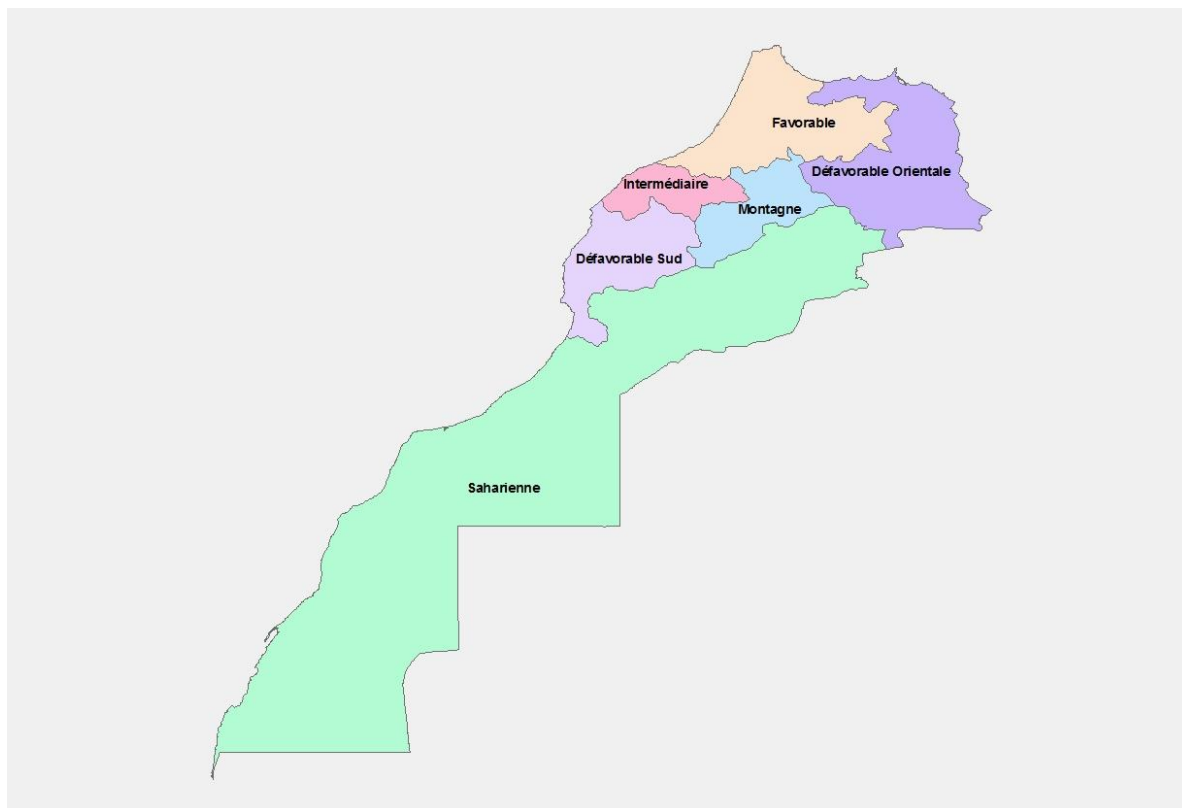 Favorable
Défavorable Orientale
Intermédiaire
Montagne
Défavorable Sud
Saharienne